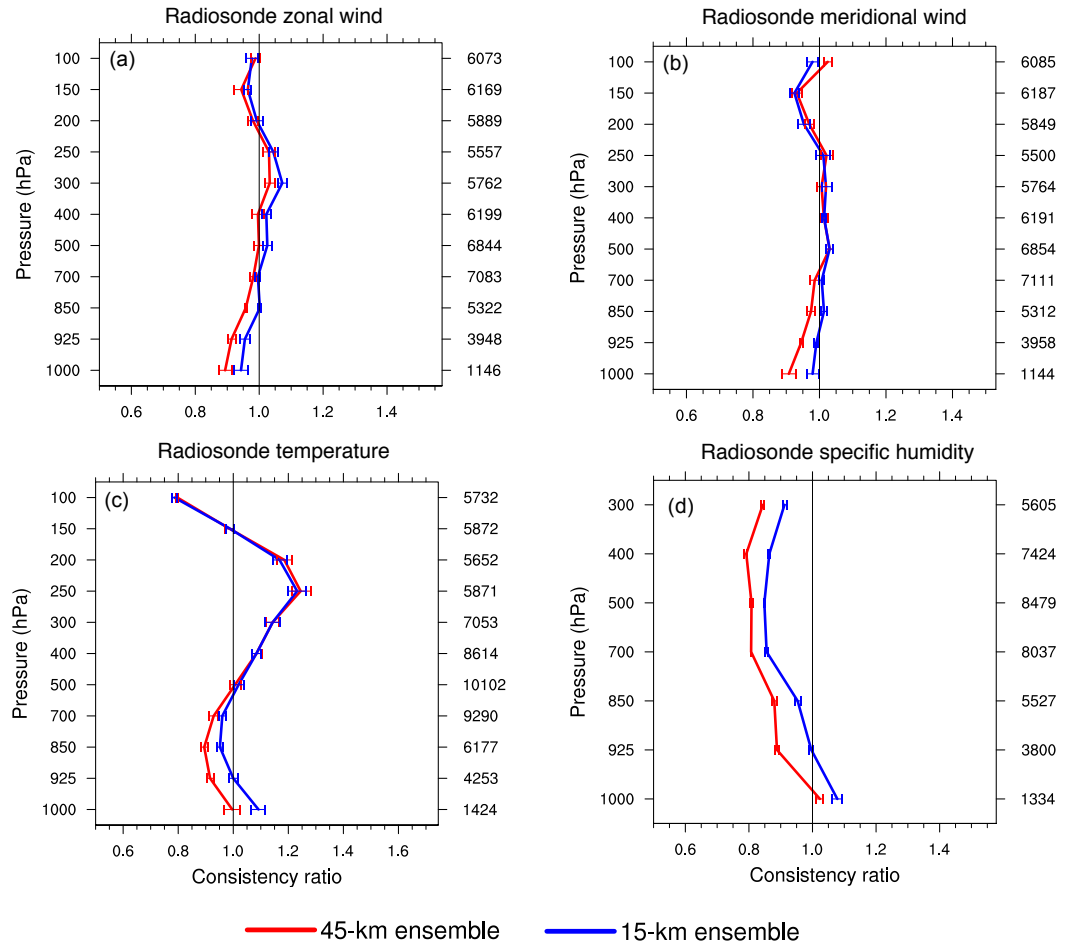 Radiosonde zonal wind
(a)
Pressure (hPa)
100 6073
150 6169
200 5889
250 5557
300 5762
400 6199
500 6844
700 7083
850 5322
925 3948
1000 1146
0.6 0.8 1.0 1.2 1.4
Radiosonde meridional wind
(b)
Pressure (hPa)
100 6085
150 6187
200 5849
250 5500
300 5764
400 6191
500 6854
700 7111
850 5312
925 3958
1000 1144
0.6 0.8 1.0 1.2 1.4
Radiosonde temperature
(c)
Pressure (hPa)
100 5732
150 5872
200 5652
250 5871
300 7053
400 8614
500 10102
700 9290
850 6177
925 4253
1000 1424
0.6 0.8 1.0 1.2 1.4 1.6
Consistency ratio
Radiosonde specific humidity
(d)
Pressure (hPa)
300 5605
400 7424
500 8479
700 8037
850 5527
925 3800
1000 1334
0.6 0.8 1.0 1.2 1.4
Consistency ratio
45-km ensemble 15-km ensemble